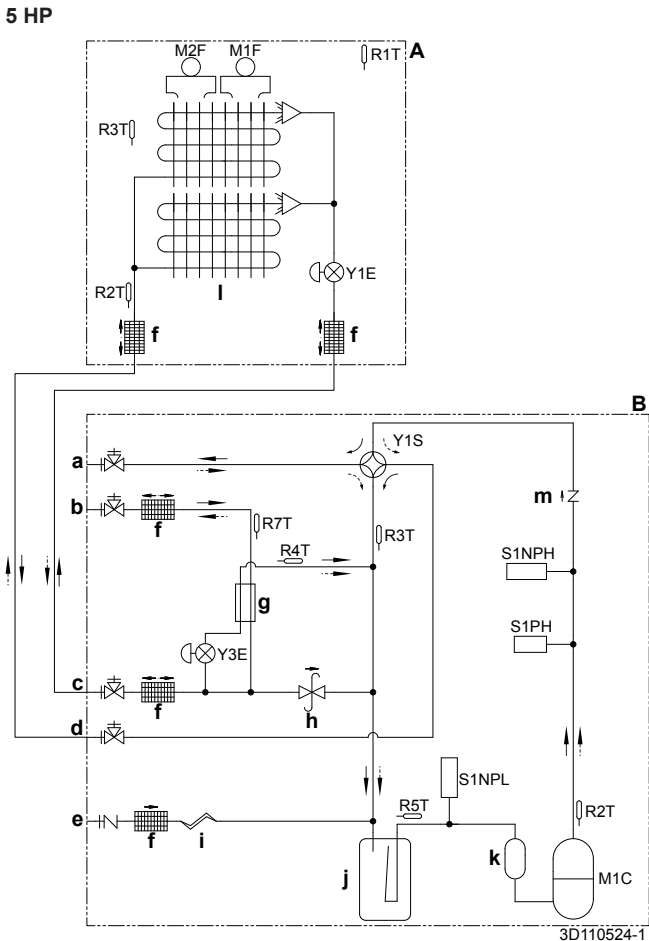 5 HP
A
M2F M1F
R1T
R3T
Y1E
R2T
l
f f
B
a
Y1S
b
m
f
R7T
R3T
R4T
S1NPH
g
S1PH
Y3E
c
f
h
d
S1NPL
e
R5T
R2T
f
i
k
j
M1C
3D110524-1